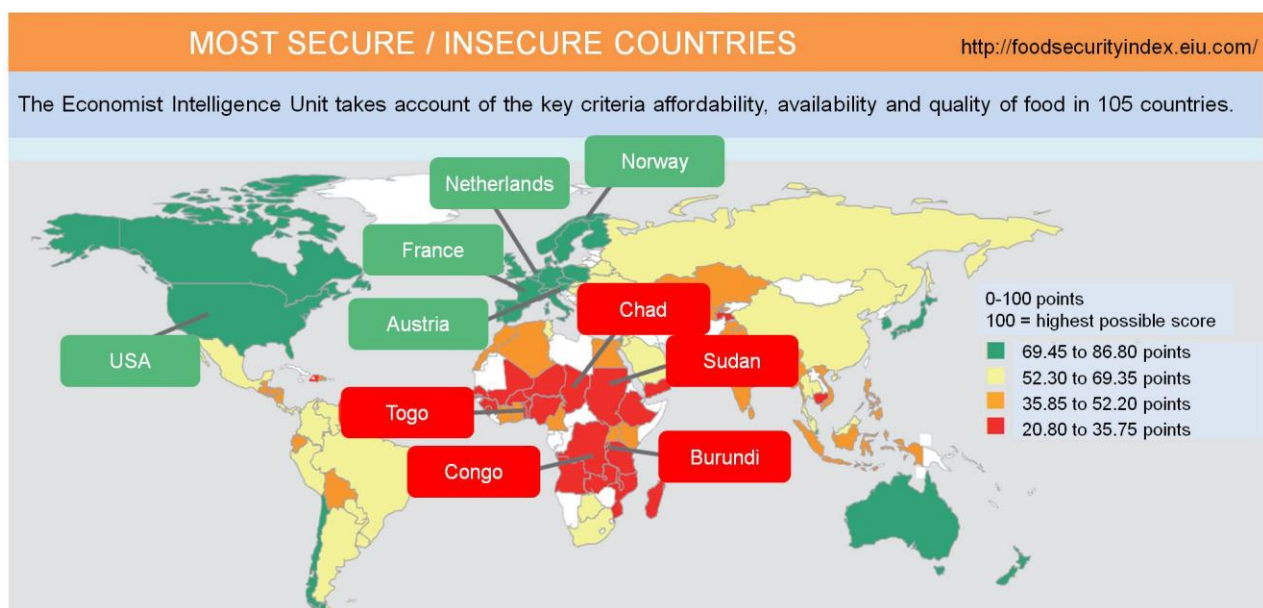 MOST SECURE / INSECURE COUNTRIES
http://foodsecurityindex.eiu.com/
The Economist Intelligence Unit takes account of the key criteria affordability, availability and quality of food in 105 countries.
Norway
Netherlands
France
Austria
USA
Chad
Sudan
Togo
Congo
Burundi
0-100 points
100 = highest possible score
69.45 to 86.80 points
52.30 to 69.35 points
35.85 to 52.20 points
20.80 to 35.75 points